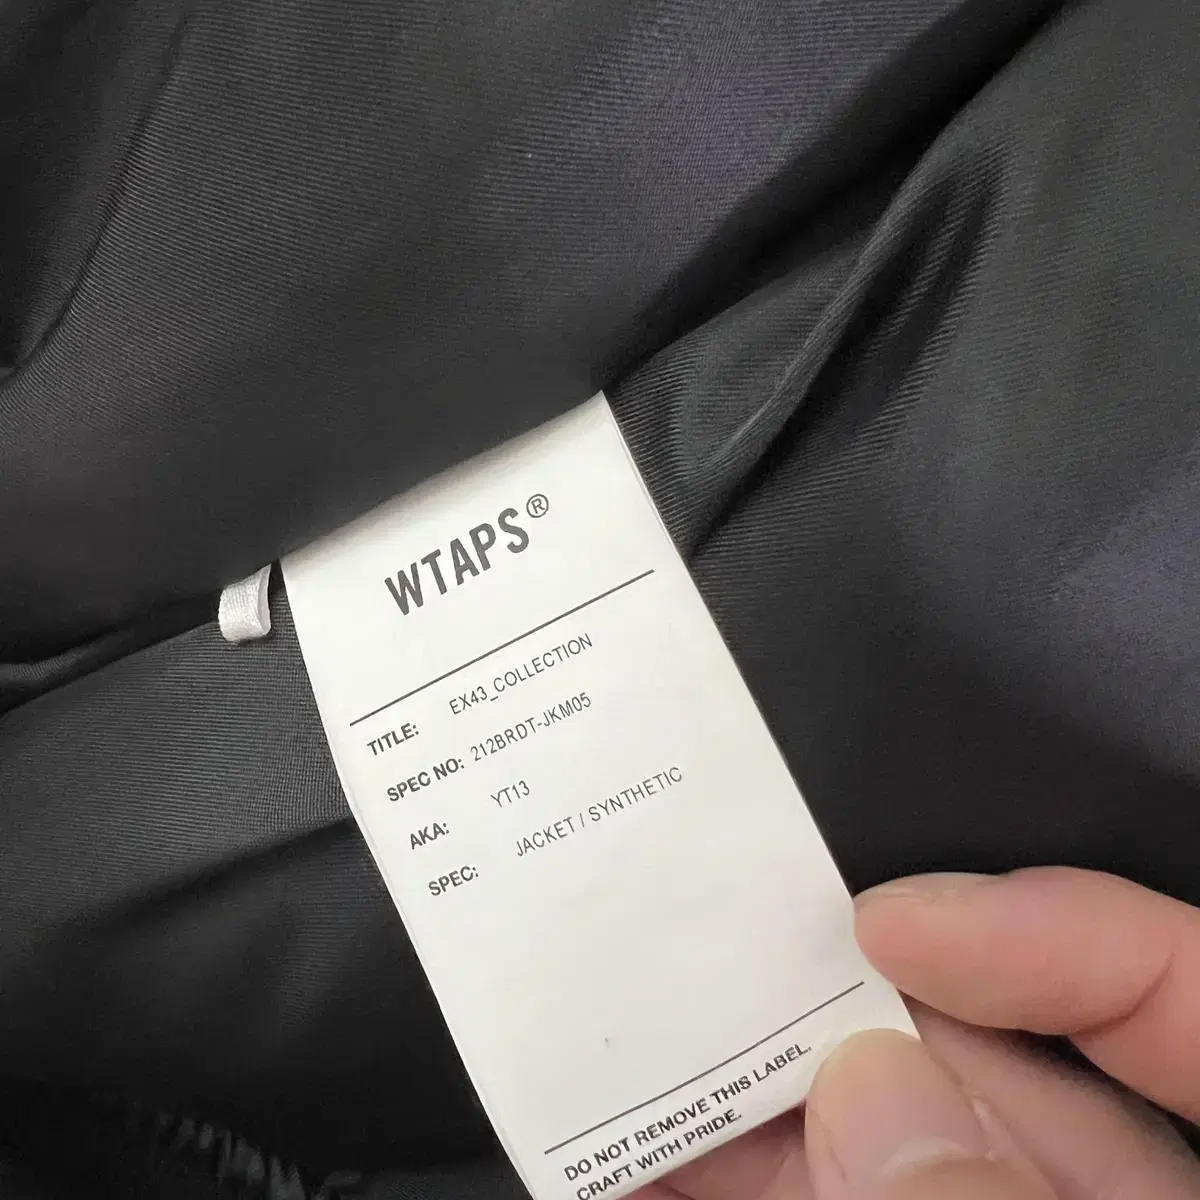 WTAPS®
TITLE: EX43_COLLECTION
SPEC NO: 212BRDT-JKM05
AKA: YT13
SPEC: JACKET / SYNTHETIC
DO NOT REMOVE THIS LABEL.
CRAFT WITH PRIDE.